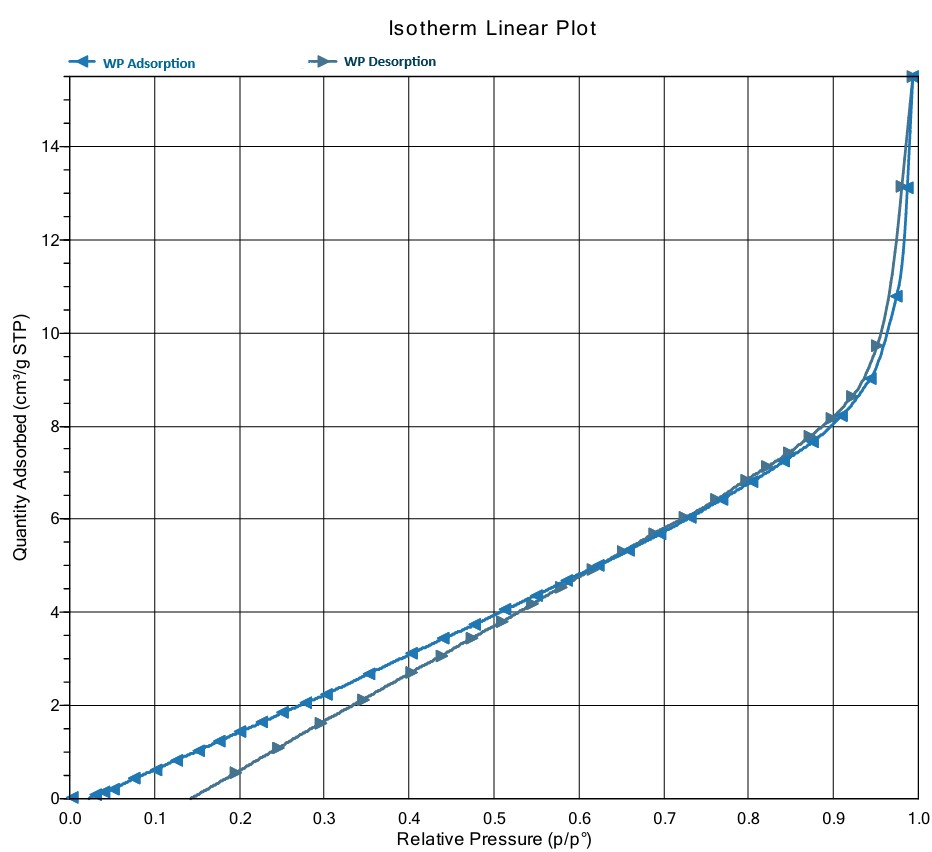 Isotherm Linear Plot
WP Adsorption
WP Desorption
Quantity Adsorbed (cm³/g STP)
14
12
10
8
6
4
2
0
0.0 0.1 0.2 0.3 0.4 0.5 0.6 0.7 0.8 0.9 1.0
Relative Pressure (p/p°)